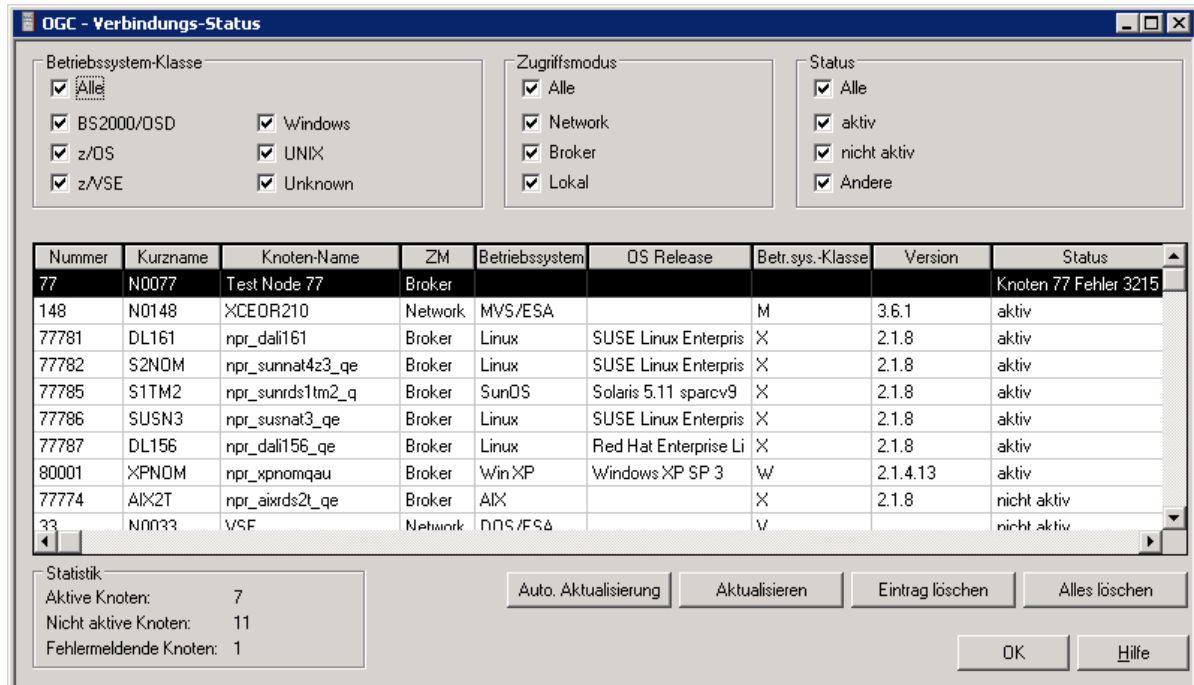 OGC - Verbindungs-Status
Betriebssystem-Klasse
Alle
BS2000/OSD Windows
z/OS UNIX
z/VSE Unknown
Zugriffsmodus
Alle
Network
Broker
Lokal
Status
Alle
aktiv
nicht aktiv
Andere
Nummer Kurzname Knoten-Name ZM Betriebssystem OS Release Betr.sys.-Klasse Version Status
77 N0077 Test Node 77 Broker Knoten 77 Fehler 3215
148 N0148 XCEOR210 Network MVS/ESA M 3.6.1 aktiv
77781 DL161 npr_dali161 Broker Linux SUSE Linux Enterpris X 2.1.8 aktiv
77782 S2NOM npr_sunnat4z3_qe Broker Linux SUSE Linux Enterpris X 2.1.8 aktiv
77785 S1TM2 npr_sunrds1tm2_q Broker SunOS Solaris 5.11 sparcv9 X 2.1.8 aktiv
77786 SUSN3 npr_susnat3_qe Broker Linux SUSE Linux Enterpris X 2.1.8 aktiv
77787 DL156 npr_dali156_qe Broker Linux Red Hat Enterprise Li X 2.1.8 aktiv
80001 XPNOM npr_xpnomqau Broker Win XP Windows XP SP 3 W 2.1.4.13 aktiv
77774 AIX2T npr_aixrds2t_qe Broker AIX X 2.1.8 nicht aktiv
33 N0033 VSE Network DOS/ESA V nicht aktiv
Statistik
Aktive Knoten: 7
Nicht aktive Knoten: 11
Fehlermeldende Knoten: 1
Auto. Aktualisierung Aktualisieren Eintrag löschen Alles löschen
OK Hilfe